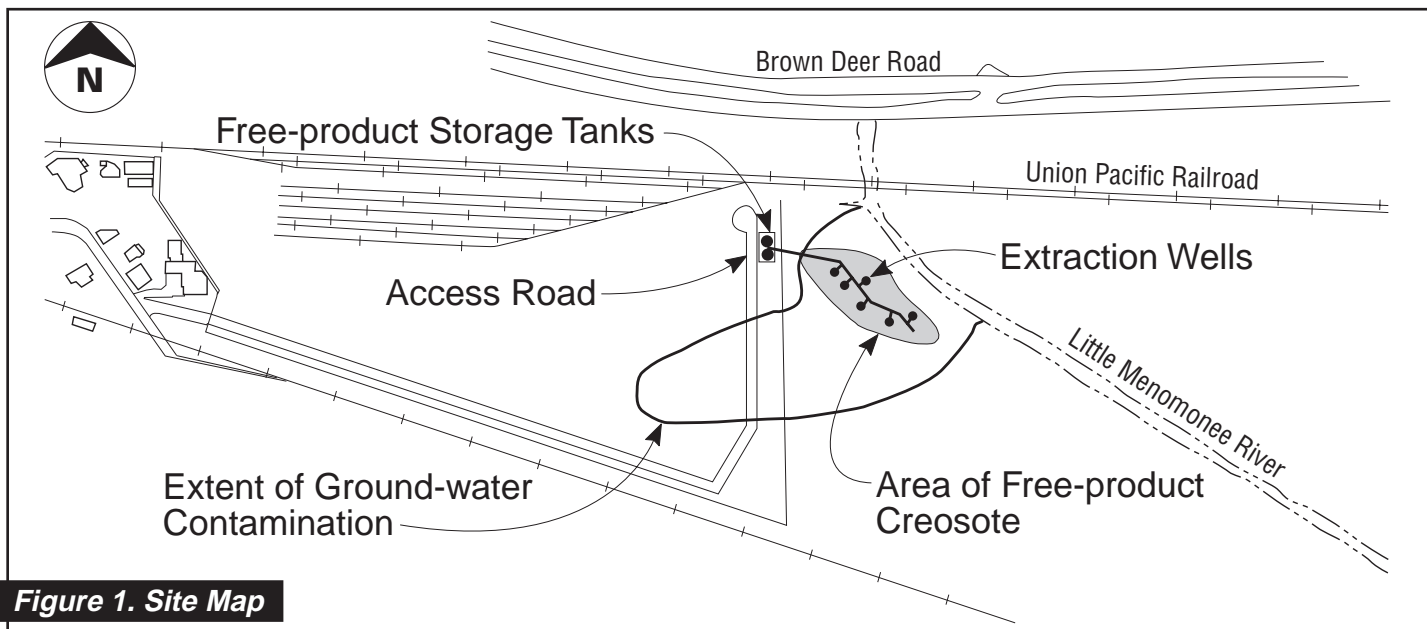 N
Brown Deer Road
Free-product Storage Tanks
Union Pacific Railroad
Extraction Wells
Access Road
Little Menomonee River
Extent of Ground-water
Contamination
Area of Free-product
Creosote
Figure 1. Site Map